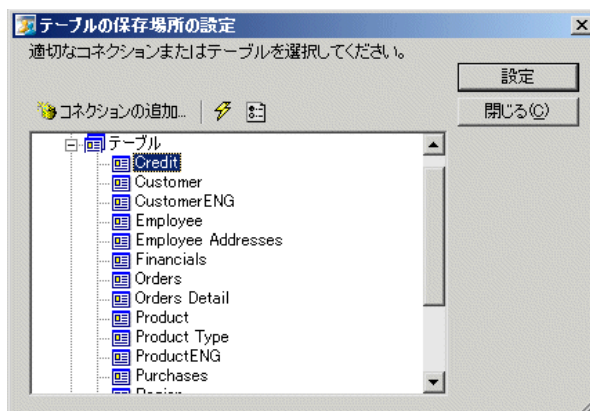 テーブルの保存場所の設定
適切なコネクションまたはテーブルを選択してください。
設定
コネクションの追加...
閉じる(C)
テーブル
Credit
Customer
CustomerENG
Employee
Employee Addresses
Financials
Orders
Orders Detail
Product
Product Type
ProductENG
Purchases
Region